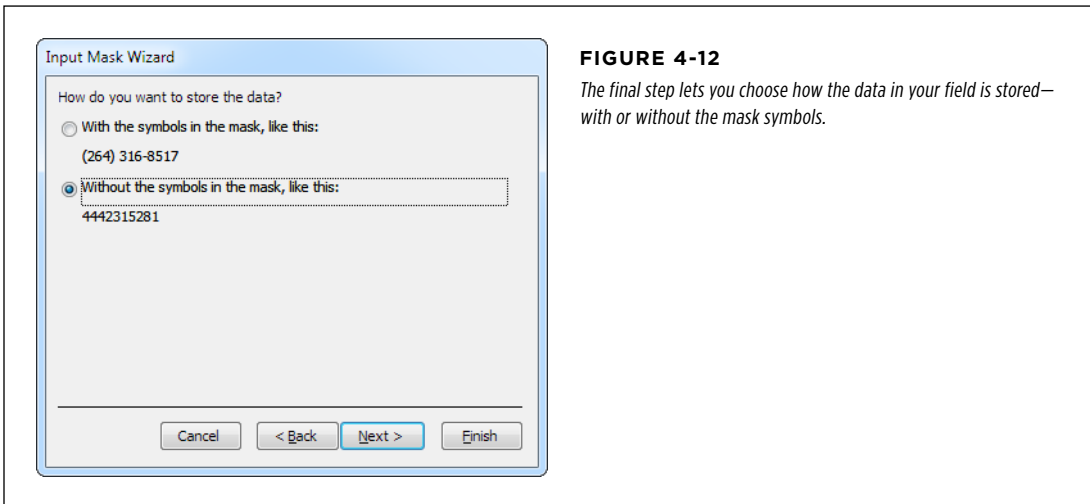 Input Mask Wizard
How do you want to store the data?
With the symbols in the mask, like this:
(264) 316-8517
Without the symbols in the mask, like this:
4442315281
Cancel
< Back
Next >
Finish
FIGURE 4-12
The final step lets you choose how the data in your field is stored—
with or without the mask symbols.